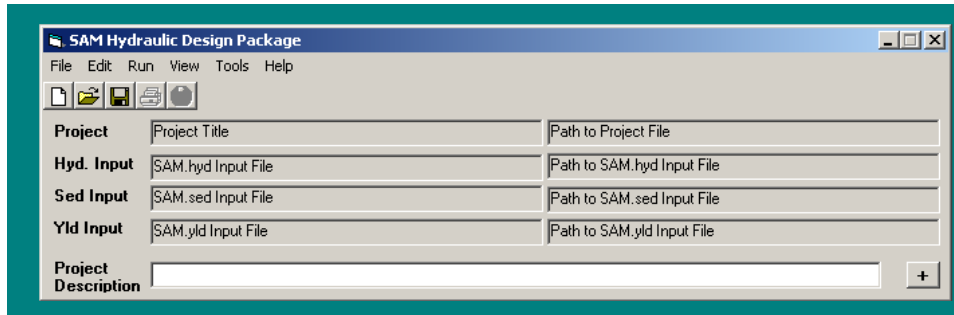 SAM Hydraulic Design Package
File Edit Run View Tools Help
Project Project Title Path to Project File
Hyd. Input SAM.hyd Input File Path to SAM.hyd Input File
Sed Input SAM.sed Input File Path to SAM.sed Input File
Yld Input SAM.yld Input File Path to SAM.yld Input File
Project
Description +